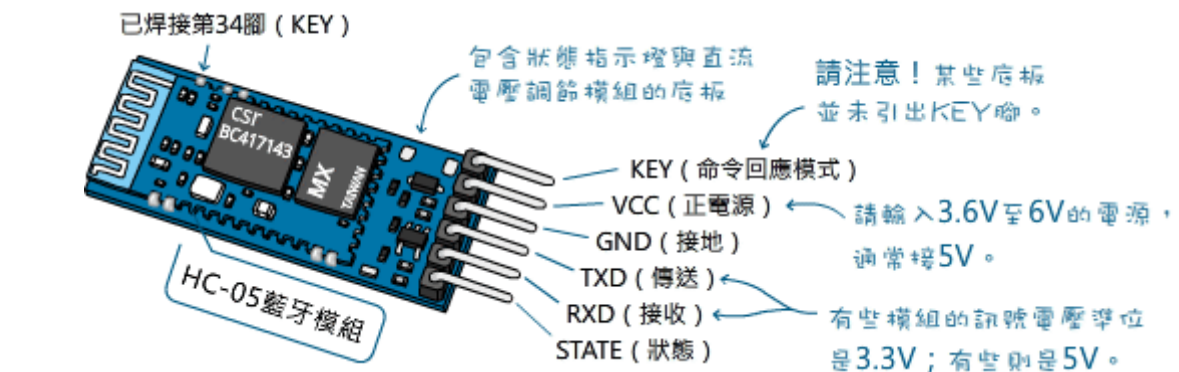 已焊接第34腳（KEY）
包含狀態指示燈與直流
電壓調節模組的底板
請注意！某些底板
並未引出KEY腳。
csr
BC417143
MX
TAIWAN
KEY（命令回應模式）
VCC（正電源）
請輸入3.6V至6V的電源，
通常接5V。
GND（接地）
TXD（傳送）
RXD（接收）
有些模組的訊號電壓準位
是3.3V；有些則是5V。
STATE（狀態）
HC-05藍牙模組